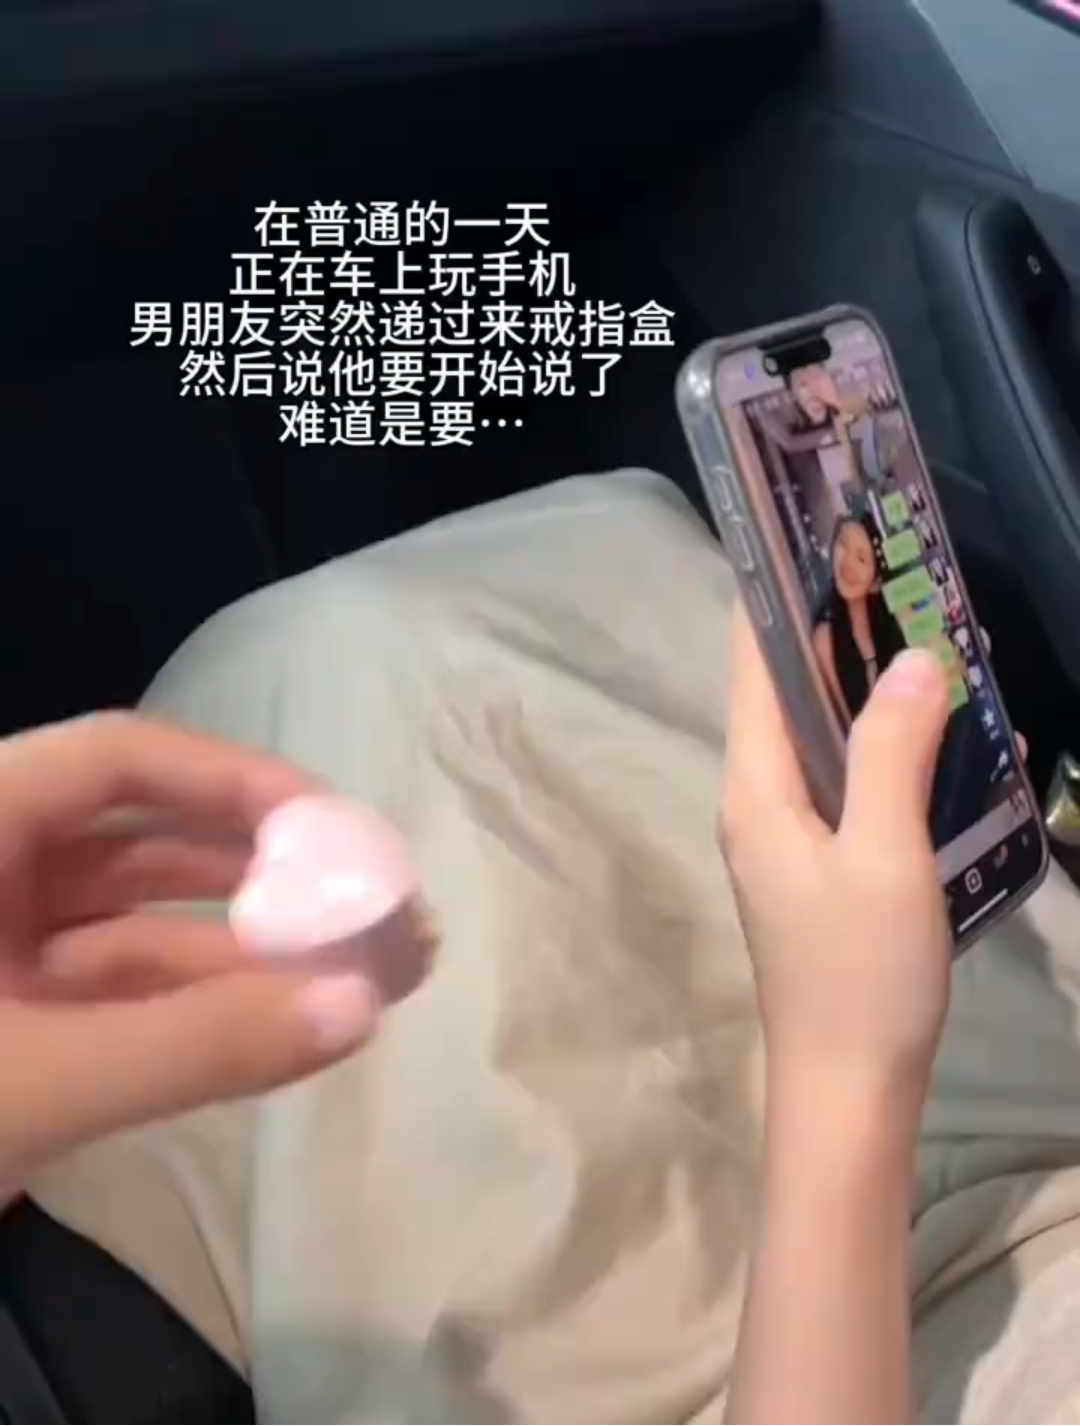 在普通的一天
正在车上玩手机
男朋友突然递过来戒指盒
然后说他要开始说了
难道是要…